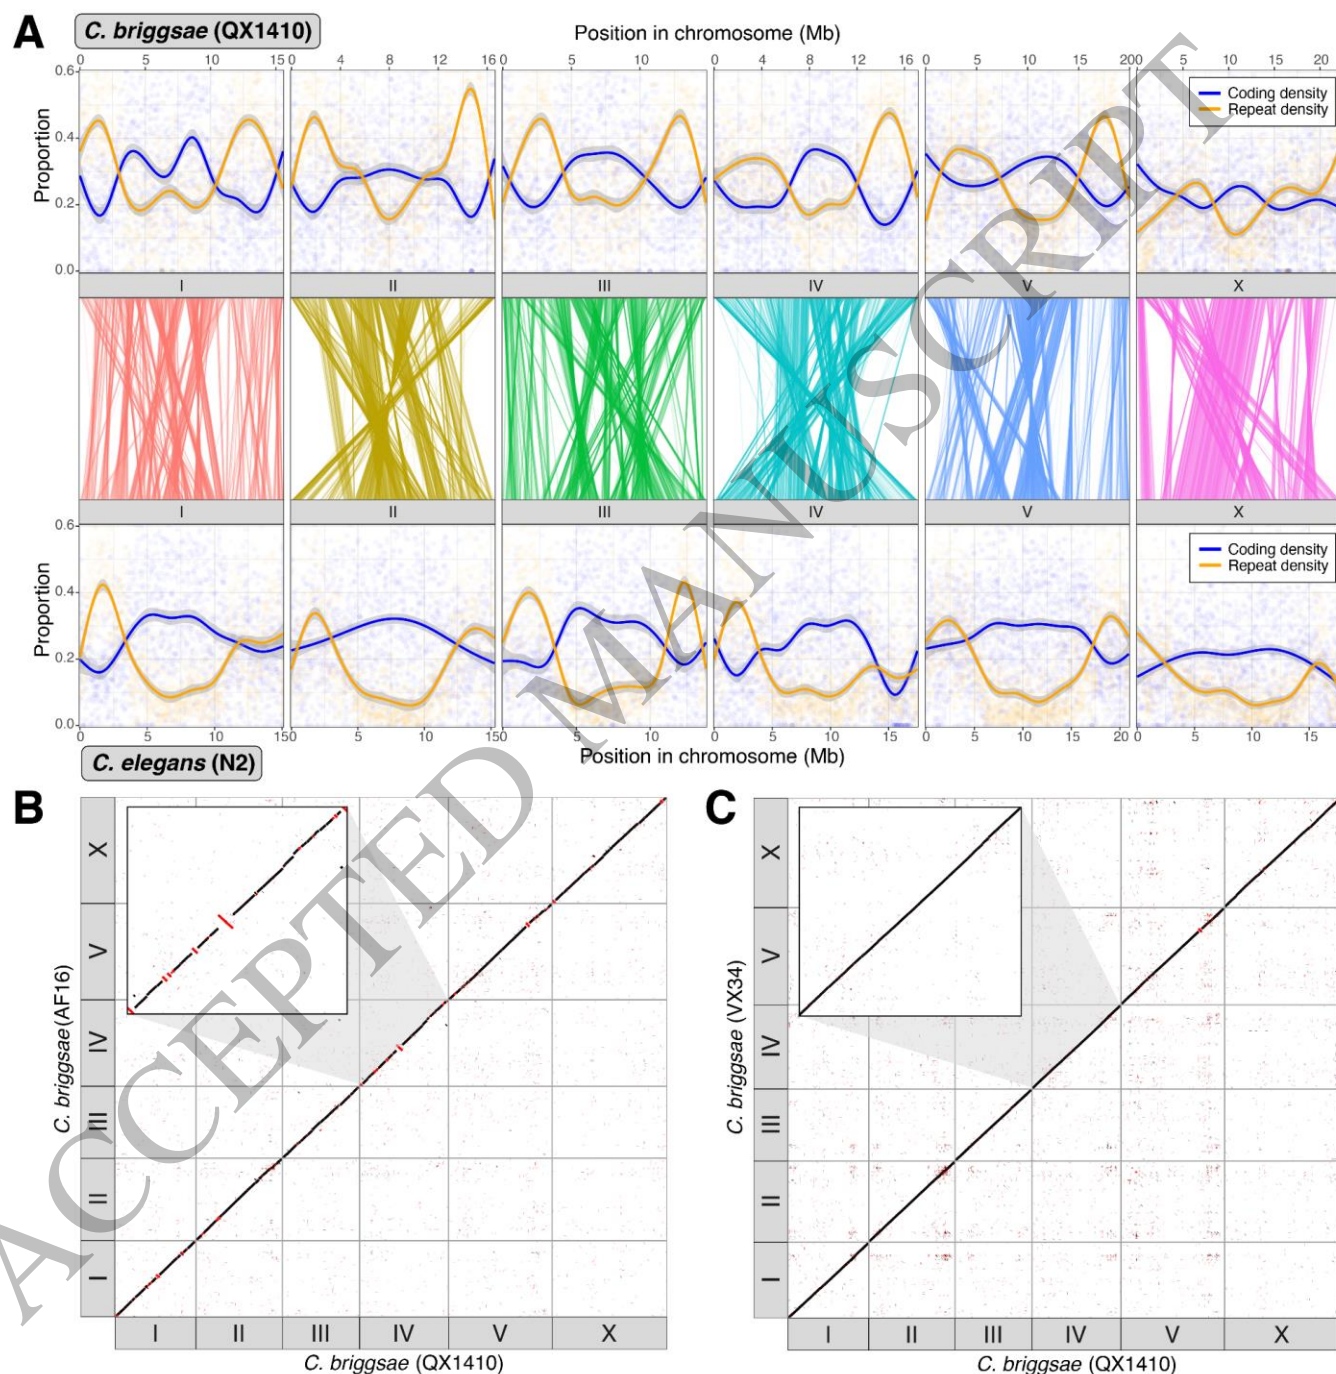 A
C. briggsae (QX1410)
Position in chromosome (Mb)
0 5 10 15 0 4 8 12 16 0 5 10 0 4 8 12 16 0 5 10 15 20 0 5 10 15 20
Proportion
0.6
0.4
0.2
0.0
Coding density
Repeat density
I II III IV V X
I II III IV V X
Proportion
0.6
0.4
0.2
0.0
Coding density
Repeat density
0 5 10 15 0 5 10 15 0 5 10 0 5 10 15 0 5 10 15 20 0 5 10 15
C. elegans (N2)
Position in chromosome (Mb)
B
C. briggsae (AF16)
X
V
IV
III
II
I
I II III IV V X
C. briggsae (QX1410)
C
C. briggsae (VX34)
X
V
IV
III
II
I
I II III IV V X
C. briggsae (QX1410)
ACCEPTED MANUSCRIPT